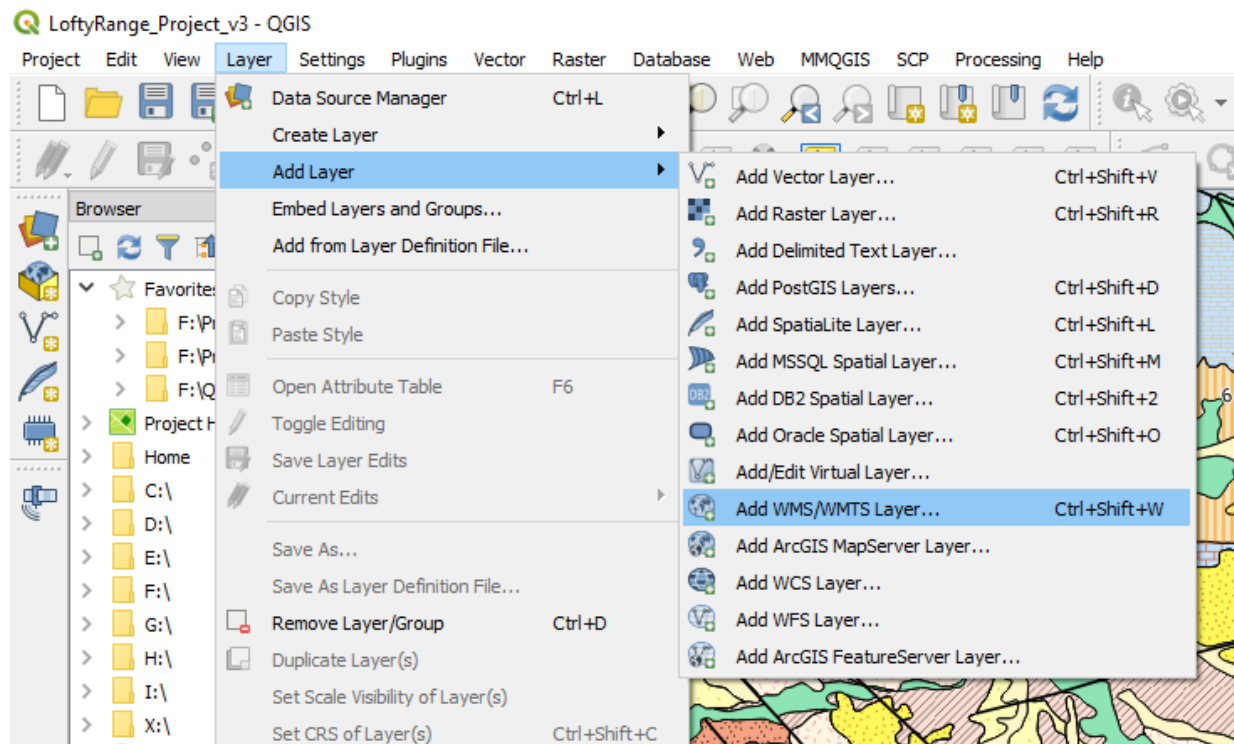 LoftyRange_Project_v3 - QGIS
Project Edit View Layer Settings Plugins Vector Raster Database Web MMQGIS SCP Processing Help
Data Source Manager Ctrl+L
Create Layer
Add Layer
Embed Layers and Groups...
Add from Layer Definition File...
Copy Style
Paste Style
Open Attribute Table F6
Toggle Editing
Save Layer Edits
Current Edits
Save As...
Save As Layer Definition File...
Remove Layer/Group Ctrl+D
Duplicate Layer(s)
Set Scale Visibility of Layer(s)
Set CRS of Layer(s) Ctrl+Shift+C
Add Vector Layer... Ctrl+Shift+V
Add Raster Layer... Ctrl+Shift+R
Add Delimited Text Layer...
Add PostGIS Layers... Ctrl+Shift+D
Add SpatiaLite Layer... Ctrl+Shift+L
Add MSSQL Spatial Layer... Ctrl+Shift+M
DB2 Add DB2 Spatial Layer... Ctrl+Shift+2
Add Oracle Spatial Layer... Ctrl+Shift+O
Add/Edit Virtual Layer...
Add WMS/WMTS Layer... Ctrl+Shift+W
Add ArcGIS MapServer Layer...
Add WCS Layer...
Add WFS Layer...
Add ArcGIS FeatureServer Layer...
Browser
Favorites
F:\P
F:\P
F:\Q
Project H
Home
C:\
D:\
E:\
F:\
G:\
H:\
I:\
X:\
6